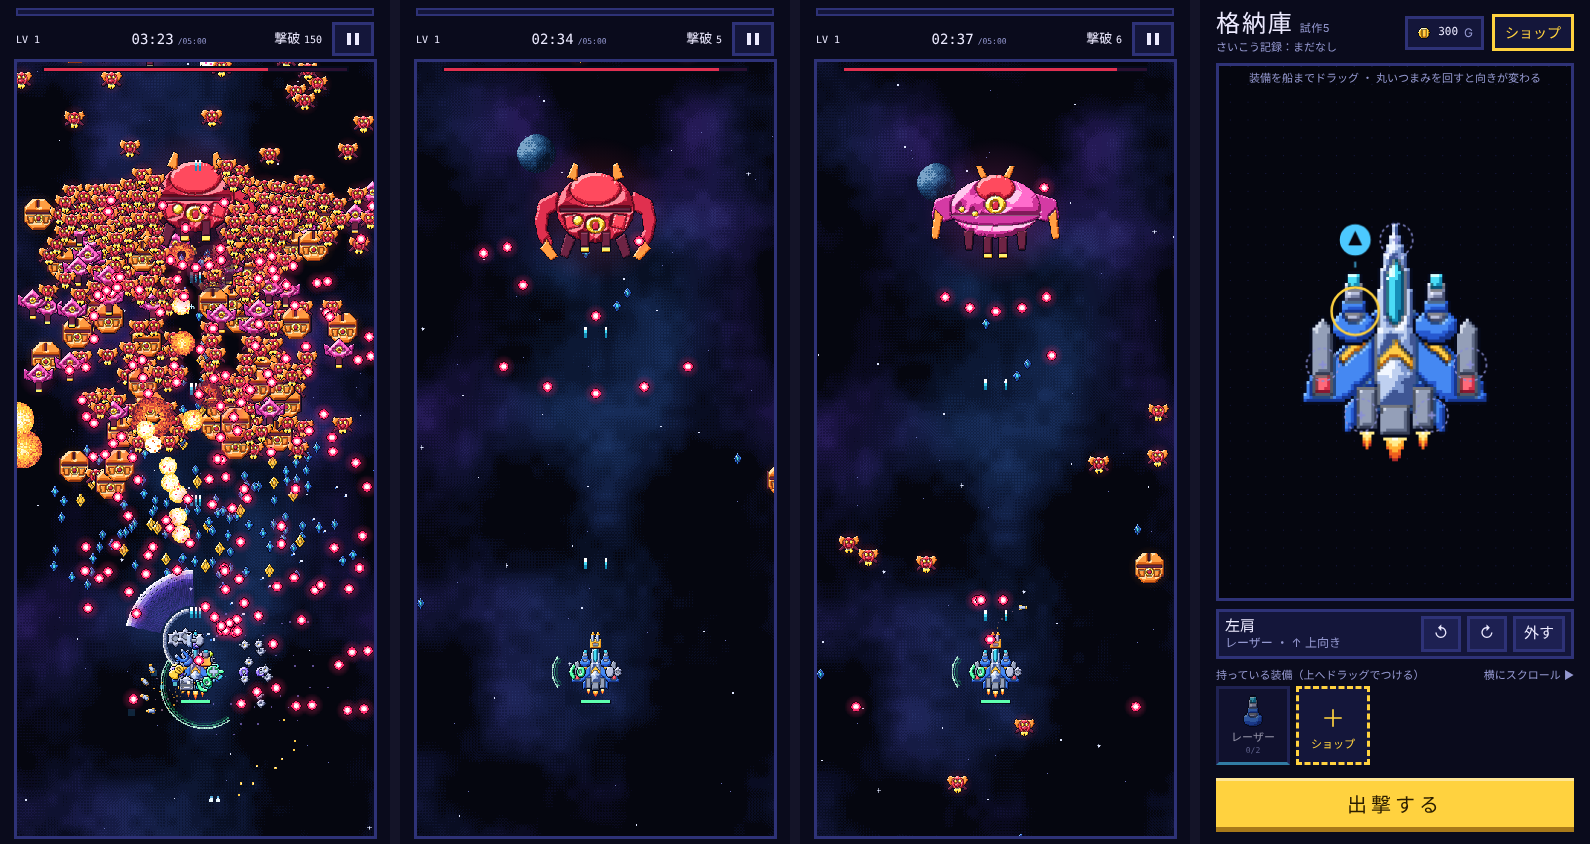 LV 1
03:23 /05:00
撃破 150
LV 1
02:34 /05:00
撃破 5
LV 1
02:37 /05:00
撃破 6
格納庫 試作5
さいこう記録：まだなし
300 G
ショップ
装備を船までドラッグ ・ 丸いつまみを回すと向きが変わる
左肩
レーザー ・ ↑ 上向き
外す
持っている装備（上へドラッグでつける）
横にスクロール ▶
レーザー
0/2
＋
ショップ
出撃する